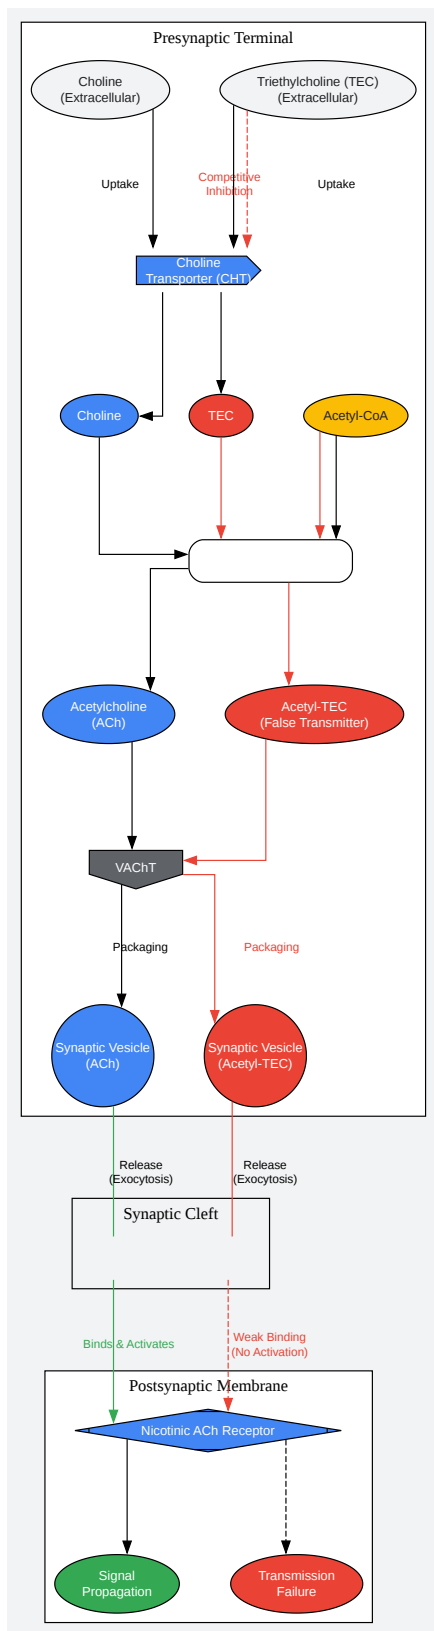 Presynaptic Terminal
Choline
(Extracellular)
Triethylcholine (TEC)
(Extracellular)
Uptake
Competitive
Inhibition
Uptake
Choline
Transporter (CHT)
Choline
TEC
Acetyl-CoA
Acetylcholine
(ACh)
Acetyl-TEC
(False Transmitter)
VAChT
Packaging
Packaging
Synaptic Vesicle
(ACh)
Synaptic Vesicle
(Acetyl-TEC)
Release
(Exocytosis)
Release
(Exocytosis)
Synaptic Cleft
Binds & Activates
Weak Binding
(No Activation)
Postsynaptic Membrane
Nicotinic ACh Receptor
Signal
Propagation
Transmission
Failure